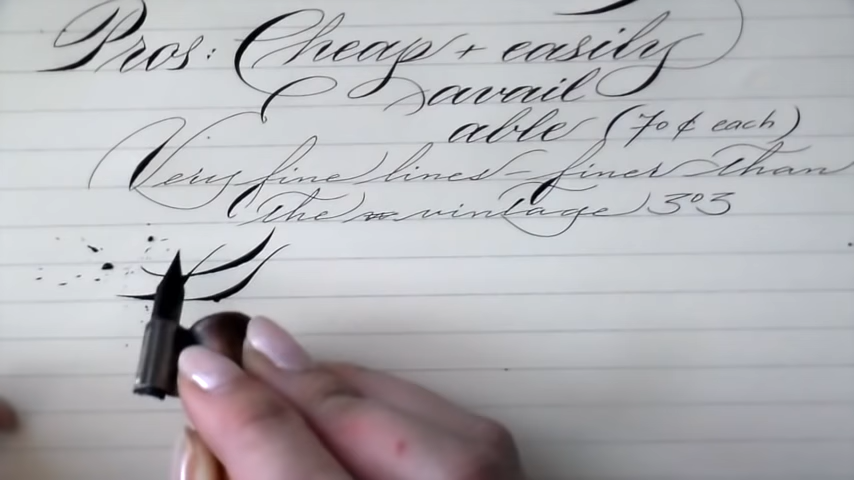 Pros: Cheap + easily
avail
able (70 ¢ each)
Very fine lines – finer than
the vintage 303